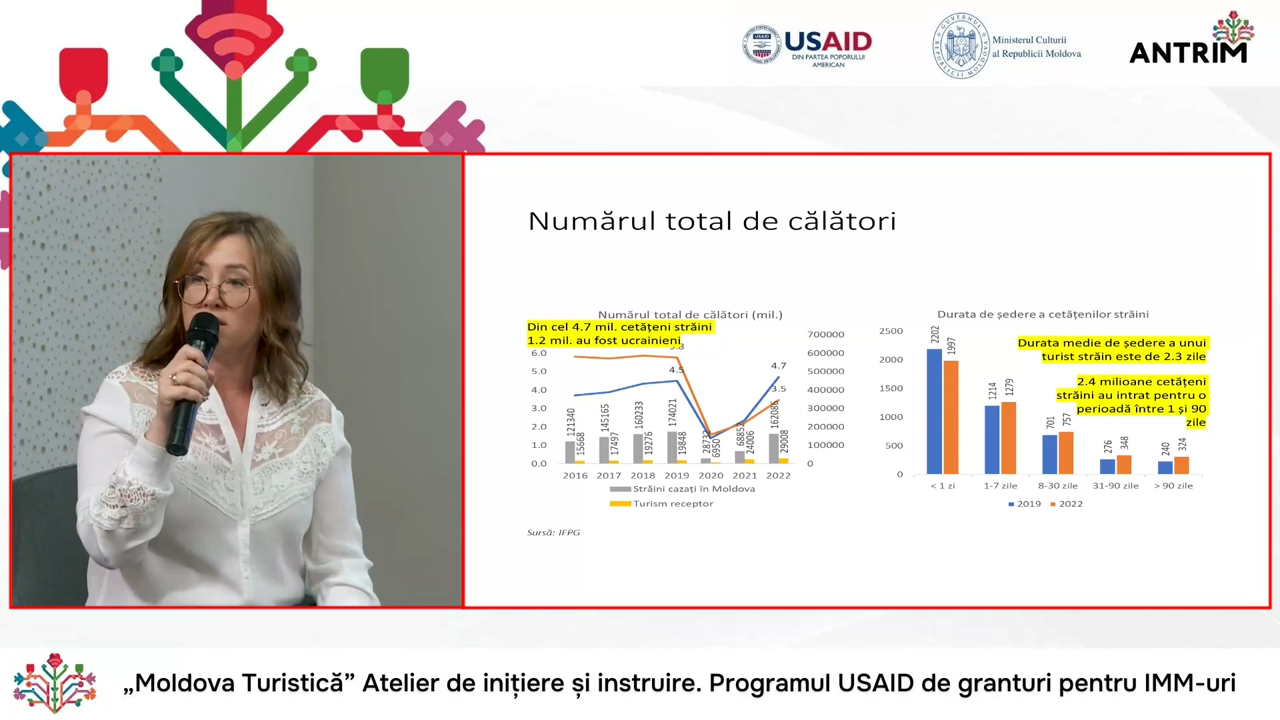 USAID
DIN PARTEA POPORULUI
AMERICAN
Ministerul Culturii
al Republicii Moldova
ANTRIM
Numărul total de călători
Numărul total de călători (mil.)
Din cel 4.7 mil. cetățeni străini
1.2 mil. au fost ucrainieni
6.0
5.0
4.0
3.0
2.0
1.0
0.0
700000
600000
500000
400000
300000
200000
100000
0
4.5
4.7
3.5
121340
15668
145165
17497
160233
19276
174021
19848
6950
24006
29008
2016 2017 2018 2019 2020 2021 2022
Străini cazați în Moldova
Turism receptor
Sursă: IFPG
Durata de ședere a cetățenilor străini
Durata medie de ședere a unui
turist străin este de 2.3 zile
2.4 milioane cetățeni
străini au intrat pentru o
perioadă între 1 și 90
zile
2500
2000
1500
1000
500
0
2202
1997
1214
1279
701
757
276
348
240
324
< 1 zi 1-7 zile 8-30 zile 31-90 zile > 90 zile
2019 2022
„Moldova Turistică” Atelier de inițiere și instruire. Programul USAID de granturi pentru IMM-uri